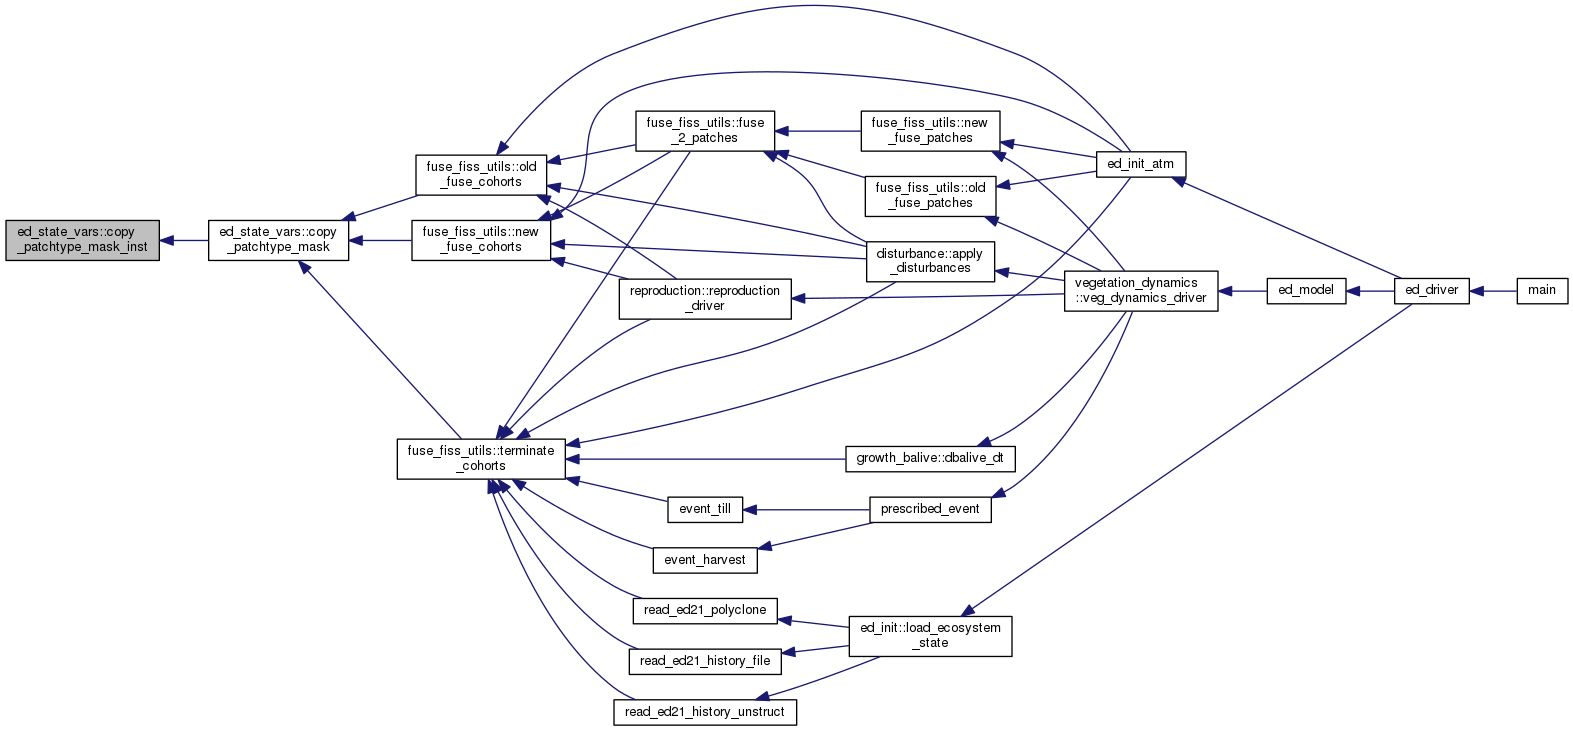 ed_state_vars::copy
_patchtype_mask_inst
ed_state_vars::copy
_patchtype_mask
fuse_fiss_utils::old
_fuse_cohorts
fuse_fiss_utils::new
_fuse_cohorts
fuse_fiss_utils::terminate
_cohorts
fuse_fiss_utils::fuse
_2_patches
reproduction::reproduction
_driver
event_till
event_harvest
read_ed21_polyclone
read_ed21_history_file
read_ed21_history_unstruct
fuse_fiss_utils::new
_fuse_patches
fuse_fiss_utils::old
_fuse_patches
disturbance::apply
_disturbances
growth_balive::dbalive_dt
prescribed_event
ed_init::load_ecosystem
_state
ed_init_atm
vegetation_dynamics
::veg_dynamics_driver
ed_model
ed_driver
main